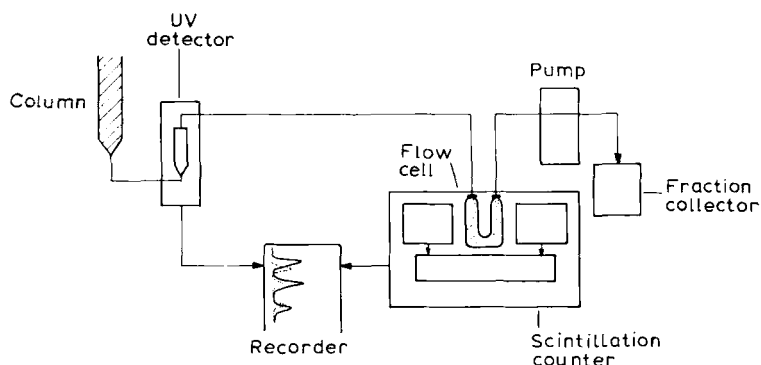 UV
detector
Column
Pump
Flow
cell
Fraction
collector
Recorder
Scintillation
counter